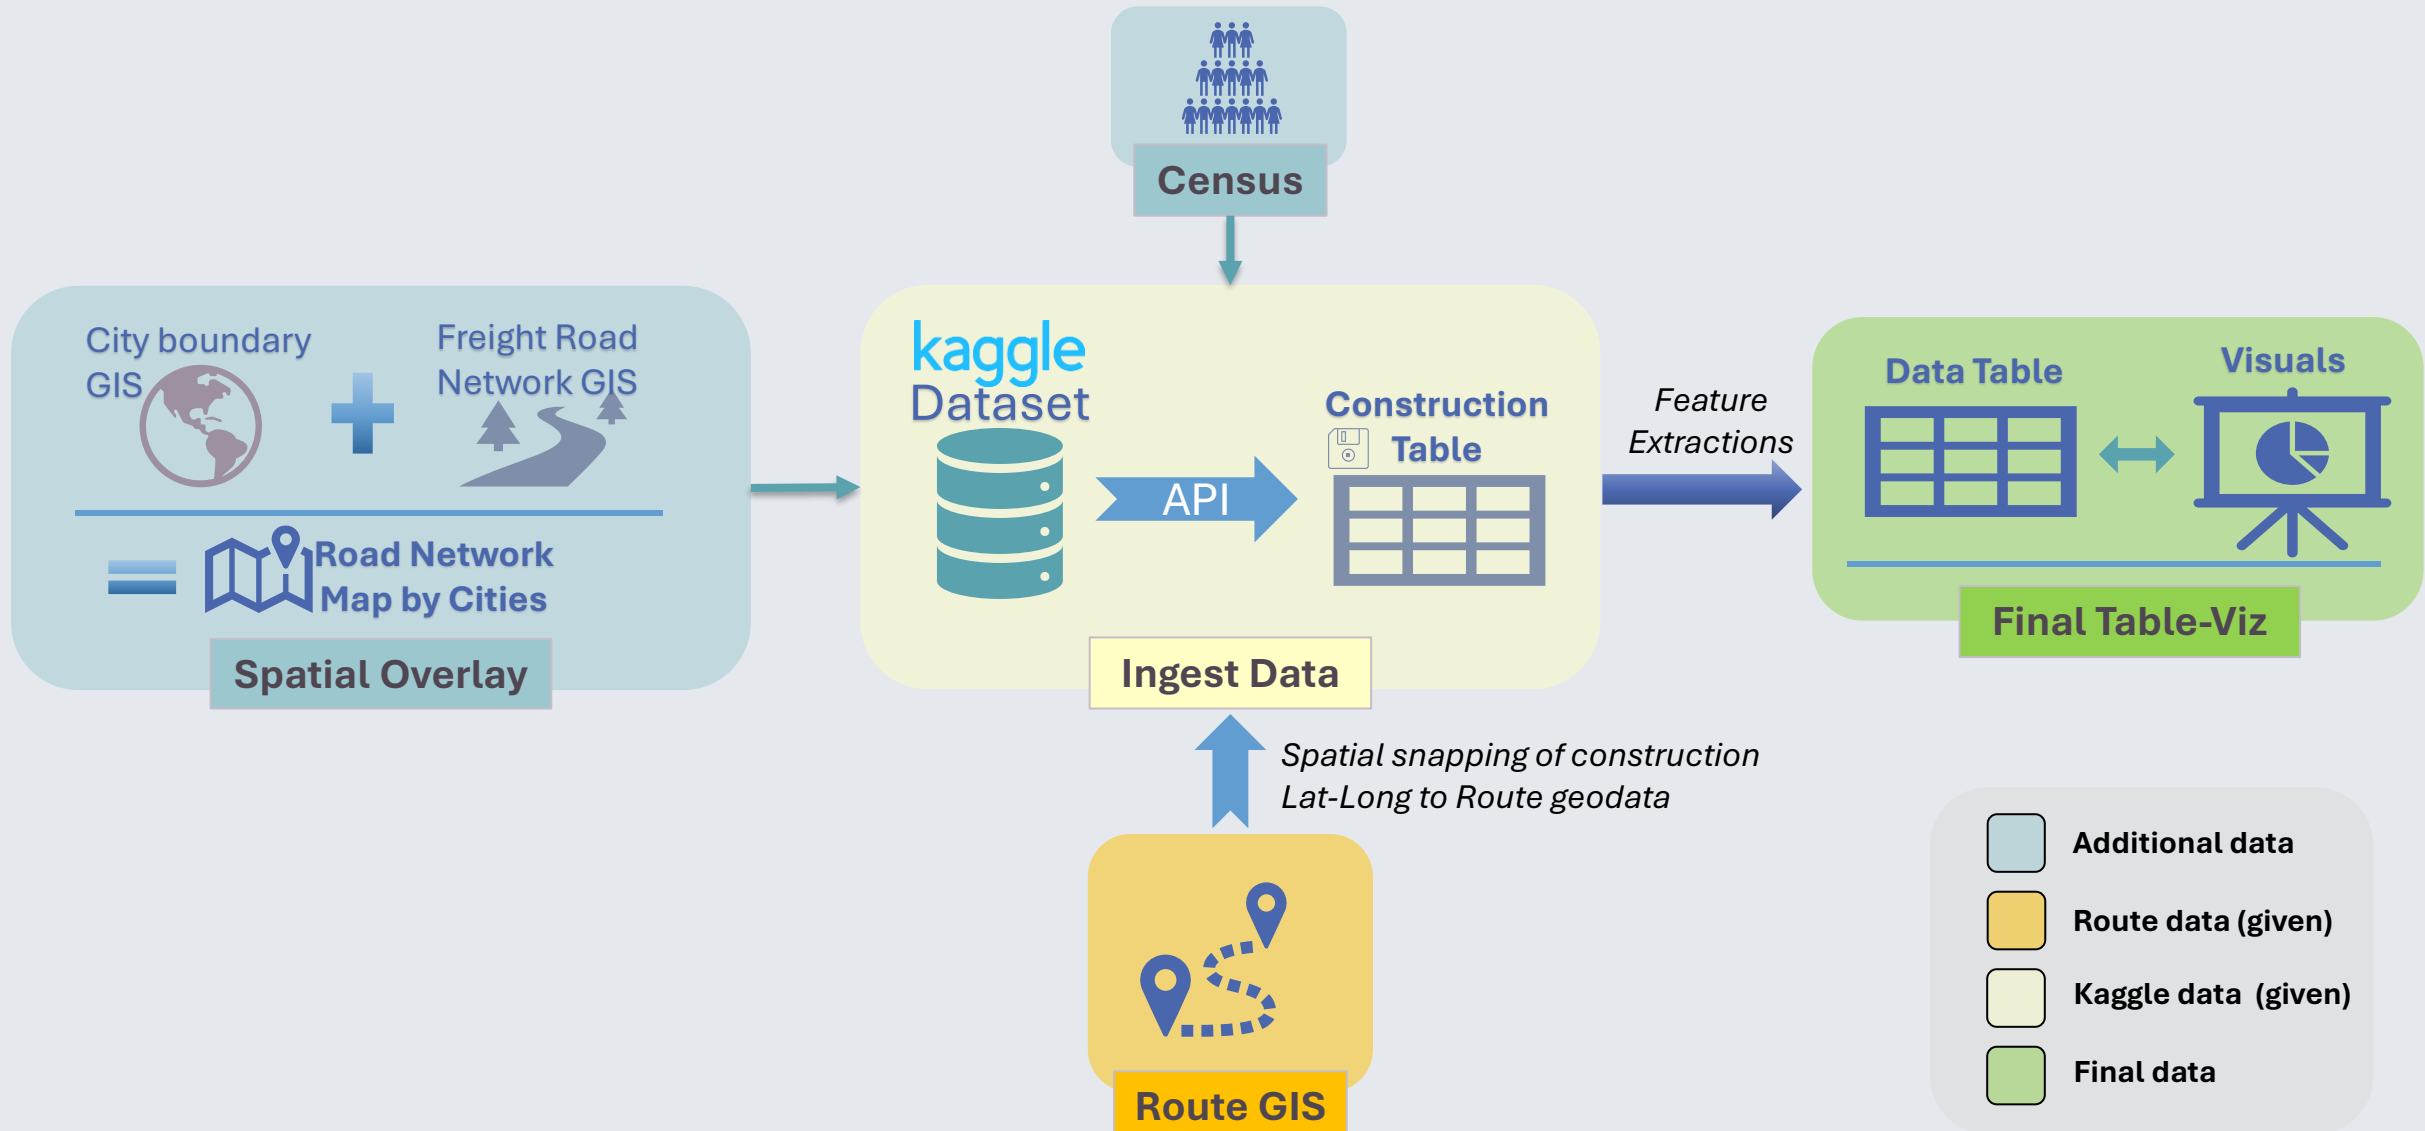 Census
City boundary
GIS
Freight Road
Network GIS
Road Network
Map by Cities
Spatial Overlay
kaggle
Dataset
API
Construction
Table
Ingest Data
Feature
Extractions
Data Table
Visuals
Final Table-Viz
Spatial snapping of construction
Lat-Long to Route geodata
Route GIS
Additional data
Route data (given)
Kaggle data (given)
Final data